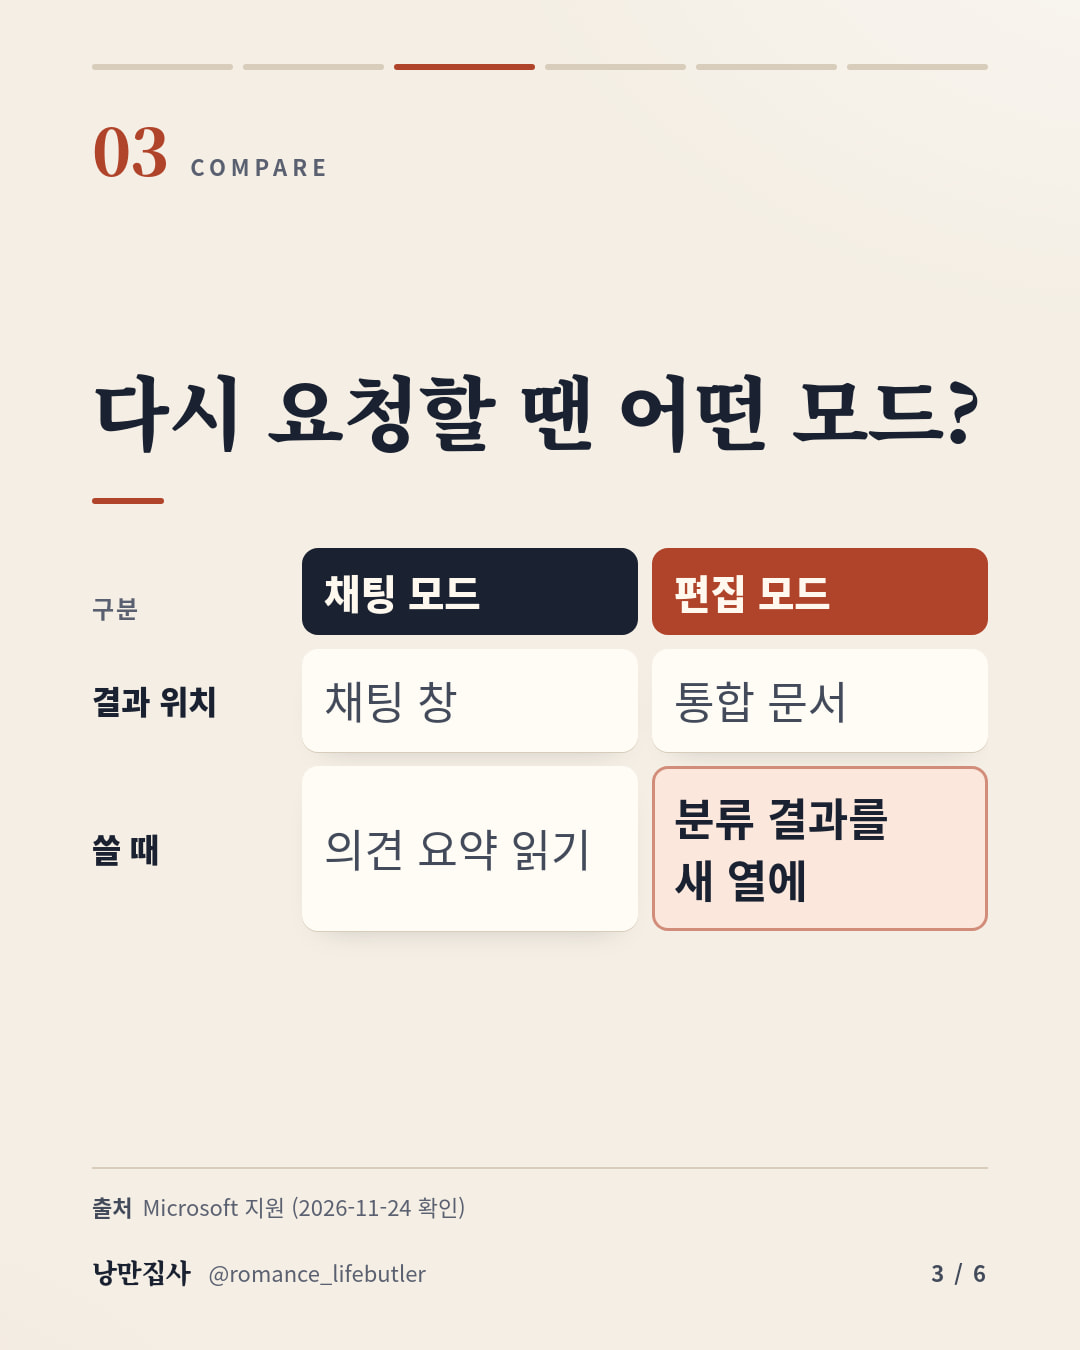 03 COMPARE
다시 요청할 땐 어떤 모드?
구분 채팅 모드 편집 모드
결과 위치 채팅 창 통합 문서
쓸 때 의견 요약 읽기 분류 결과를
새 열에
출처 Microsoft 지원 (2026-11-24 확인)
낭만집사 @romance_lifebutler 3 / 6